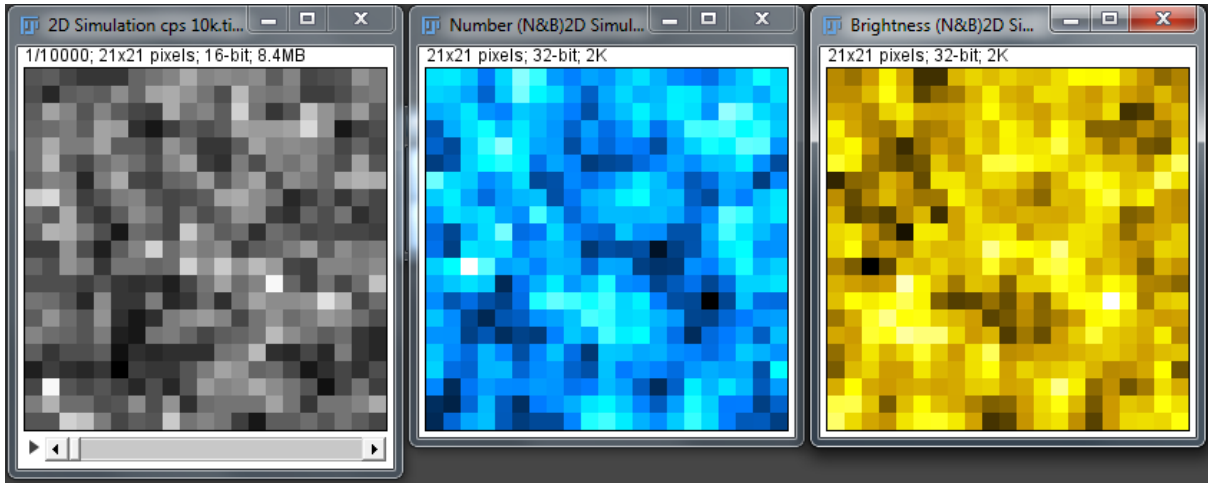 2D Simulation cps 10k.ti...
1/10000; 21x21 pixels; 16-bit; 8.4MB
Number (N&B)2D Simul...
21x21 pixels; 32-bit; 2K
Brightness (N&B)2D Si...
21x21 pixels; 32-bit; 2K